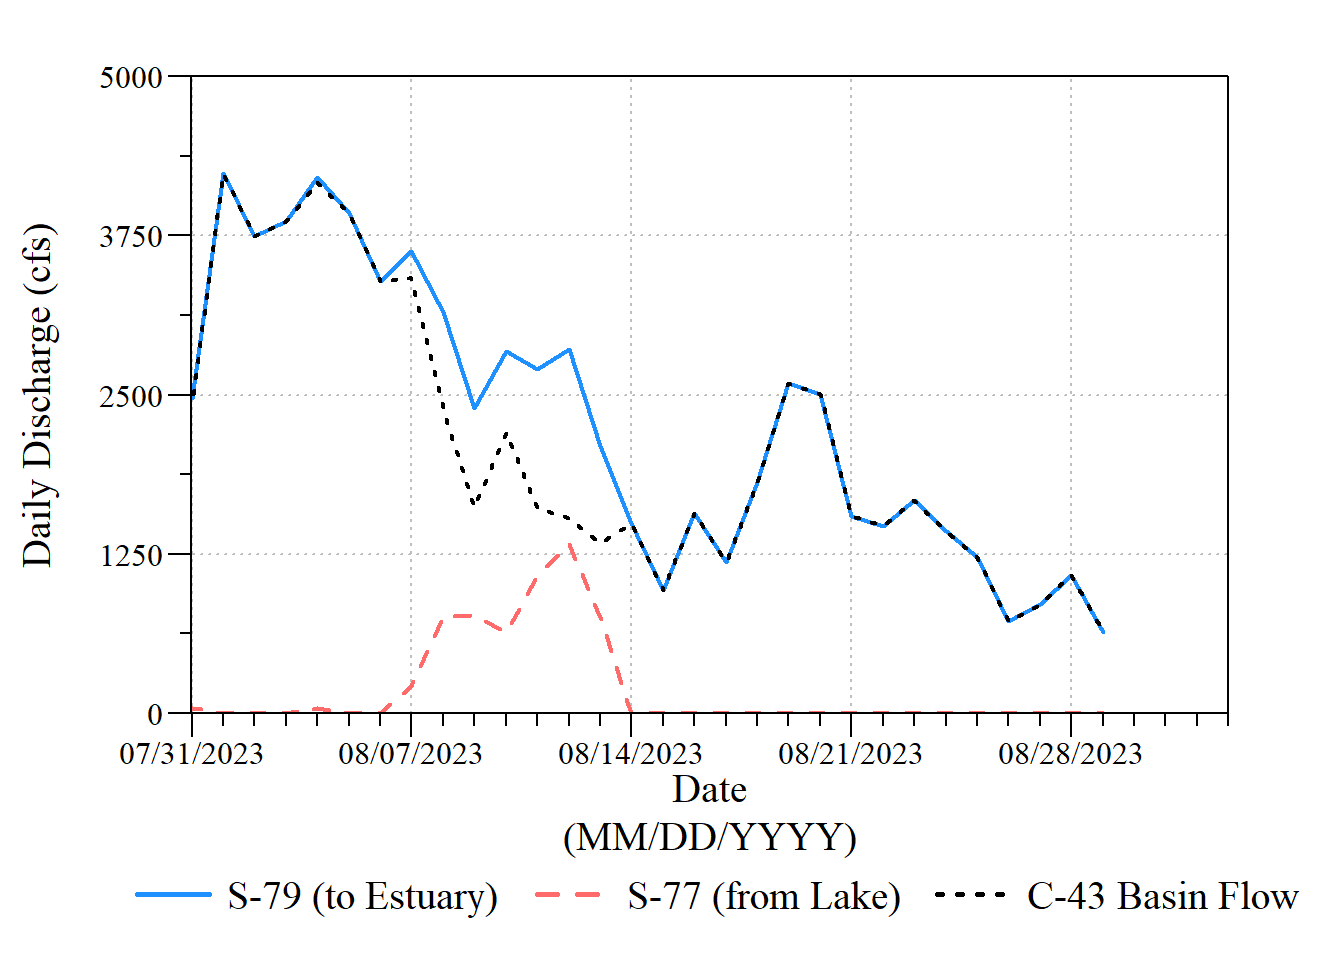 5000
3750
2500
1250
0
Daily Discharge (cfs)
07/31/2023 08/07/2023 08/14/2023 08/21/2023 08/28/2023
Date
(MM/DD/YYYY)
S-79 (to Estuary) S-77 (from Lake) C-43 Basin Flow